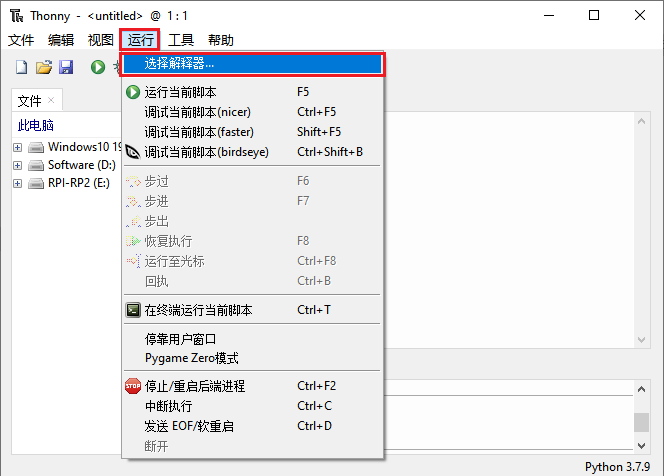 Thonny - <untitled> @ 1 : 1
文件 编辑 视图 运行 工具 帮助
选择解释器...
运行当前脚本 F5
调试当前脚本(nicer) Ctrl+F5
调试当前脚本(faster) Shift+F5
调试当前脚本(birdseye) Ctrl+Shift+B
步过 F6
步进 F7
步出
恢复执行 F8
运行至光标 Ctrl+F8
回执 Ctrl+B
在终端运行当前脚本 Ctrl+T
停靠用户窗口
Pygame Zero模式
STOP 停止/重启后端进程 Ctrl+F2
中断执行 Ctrl+C
发送 EOF/软重启 Ctrl+D
断开
文件
此电脑
Windows10 19
Software (D:)
RPI-RP2 (E:)
Python 3.7.9